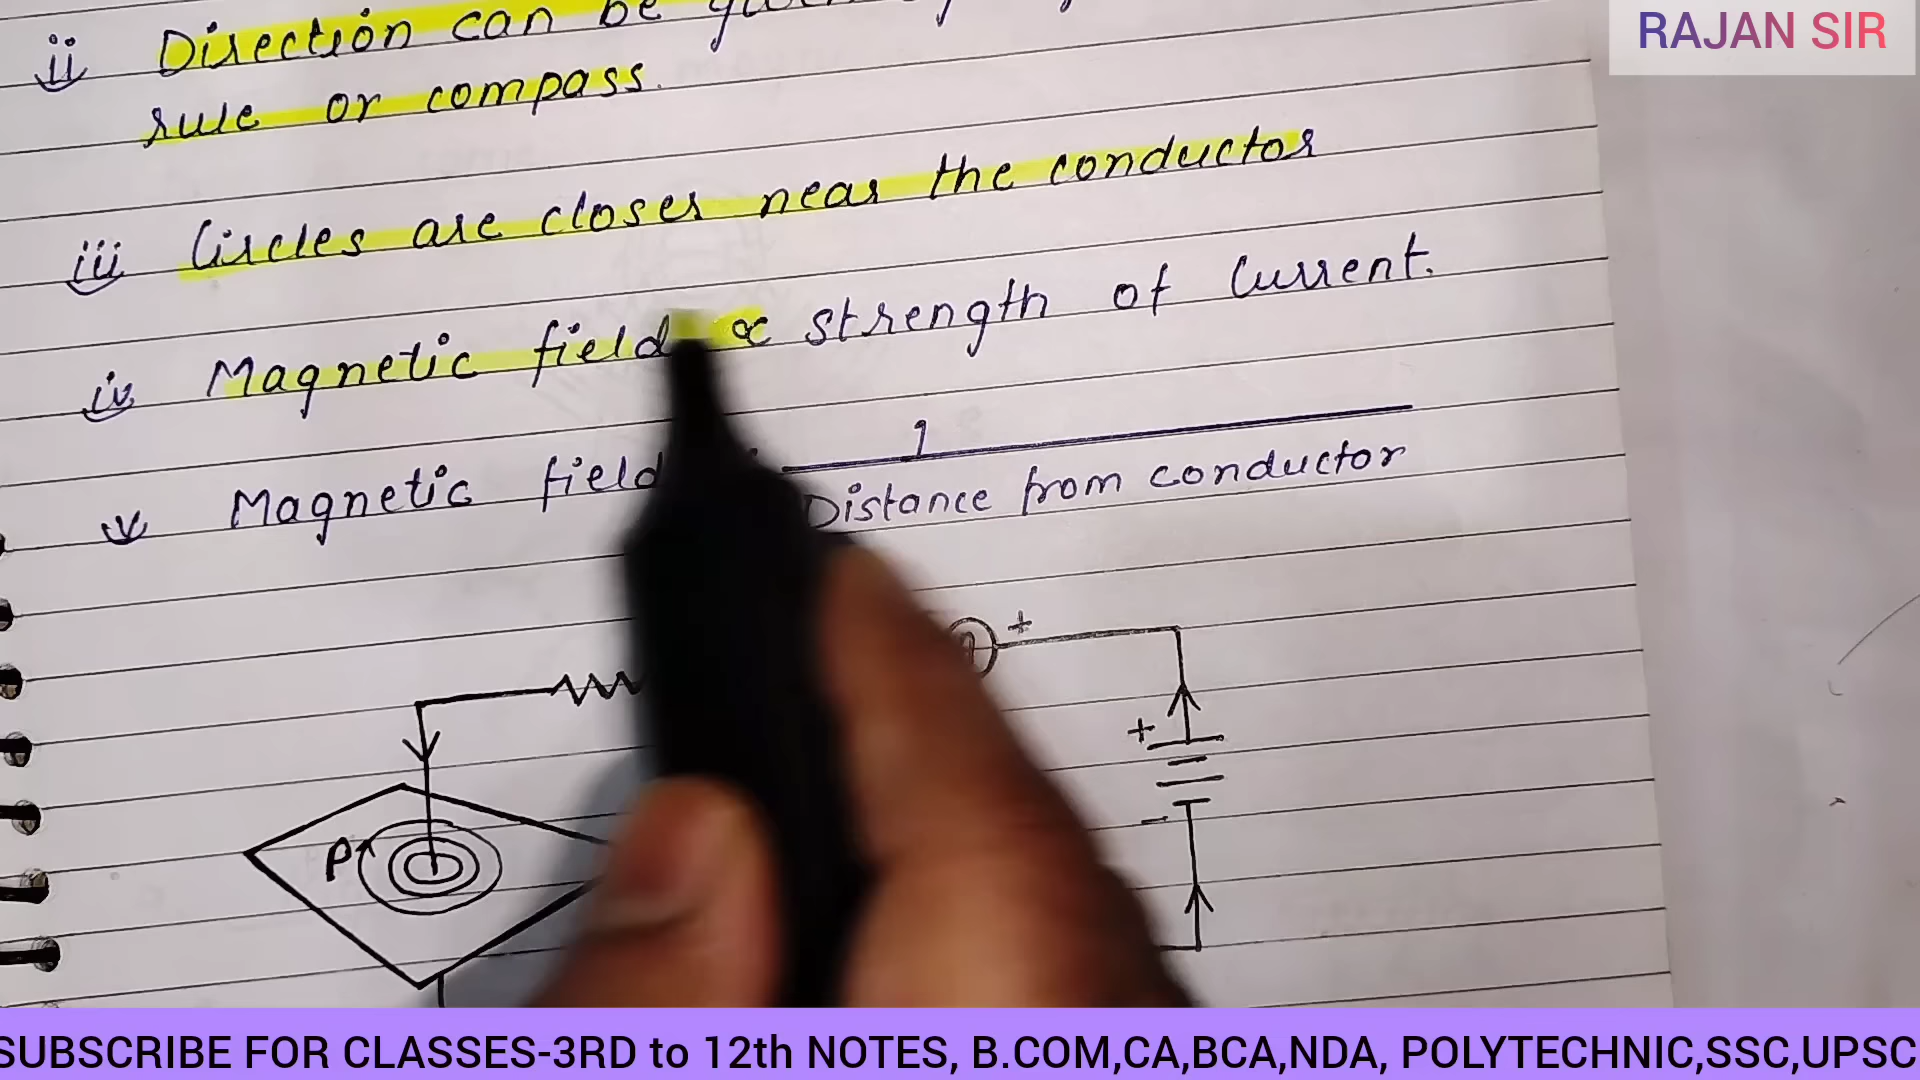 RAJAN SIR
ii Direction can be
rule or compass.
iii Circles are closer near the conductor
iv Magnetic field ∝ strength of Current.
1
v Magnetic field Distance from conductor
+
+
-
P
SUBSCRIBE FOR CLASSES-3RD to 12th NOTES, B.COM,CA,BCA,NDA, POLYTECHNIC,SSC,UPSC